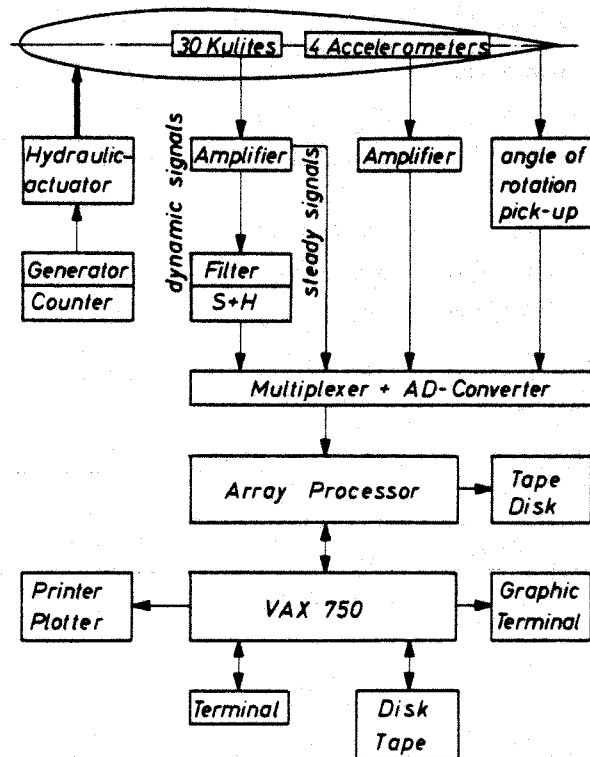 30 Kulites
4 Accelerometers
Hydraulic-
actuator
Generator
Counter
dynamic signals
Amplifier
steady signals
Filter
S+H
Amplifier
angle of
rotation
pick-up
Multiplexer + AD-Converter
Array Processor
Tape
Disk
Printer
Plotter
VAX 750
Graphic
Terminal
Terminal
Disk
Tape